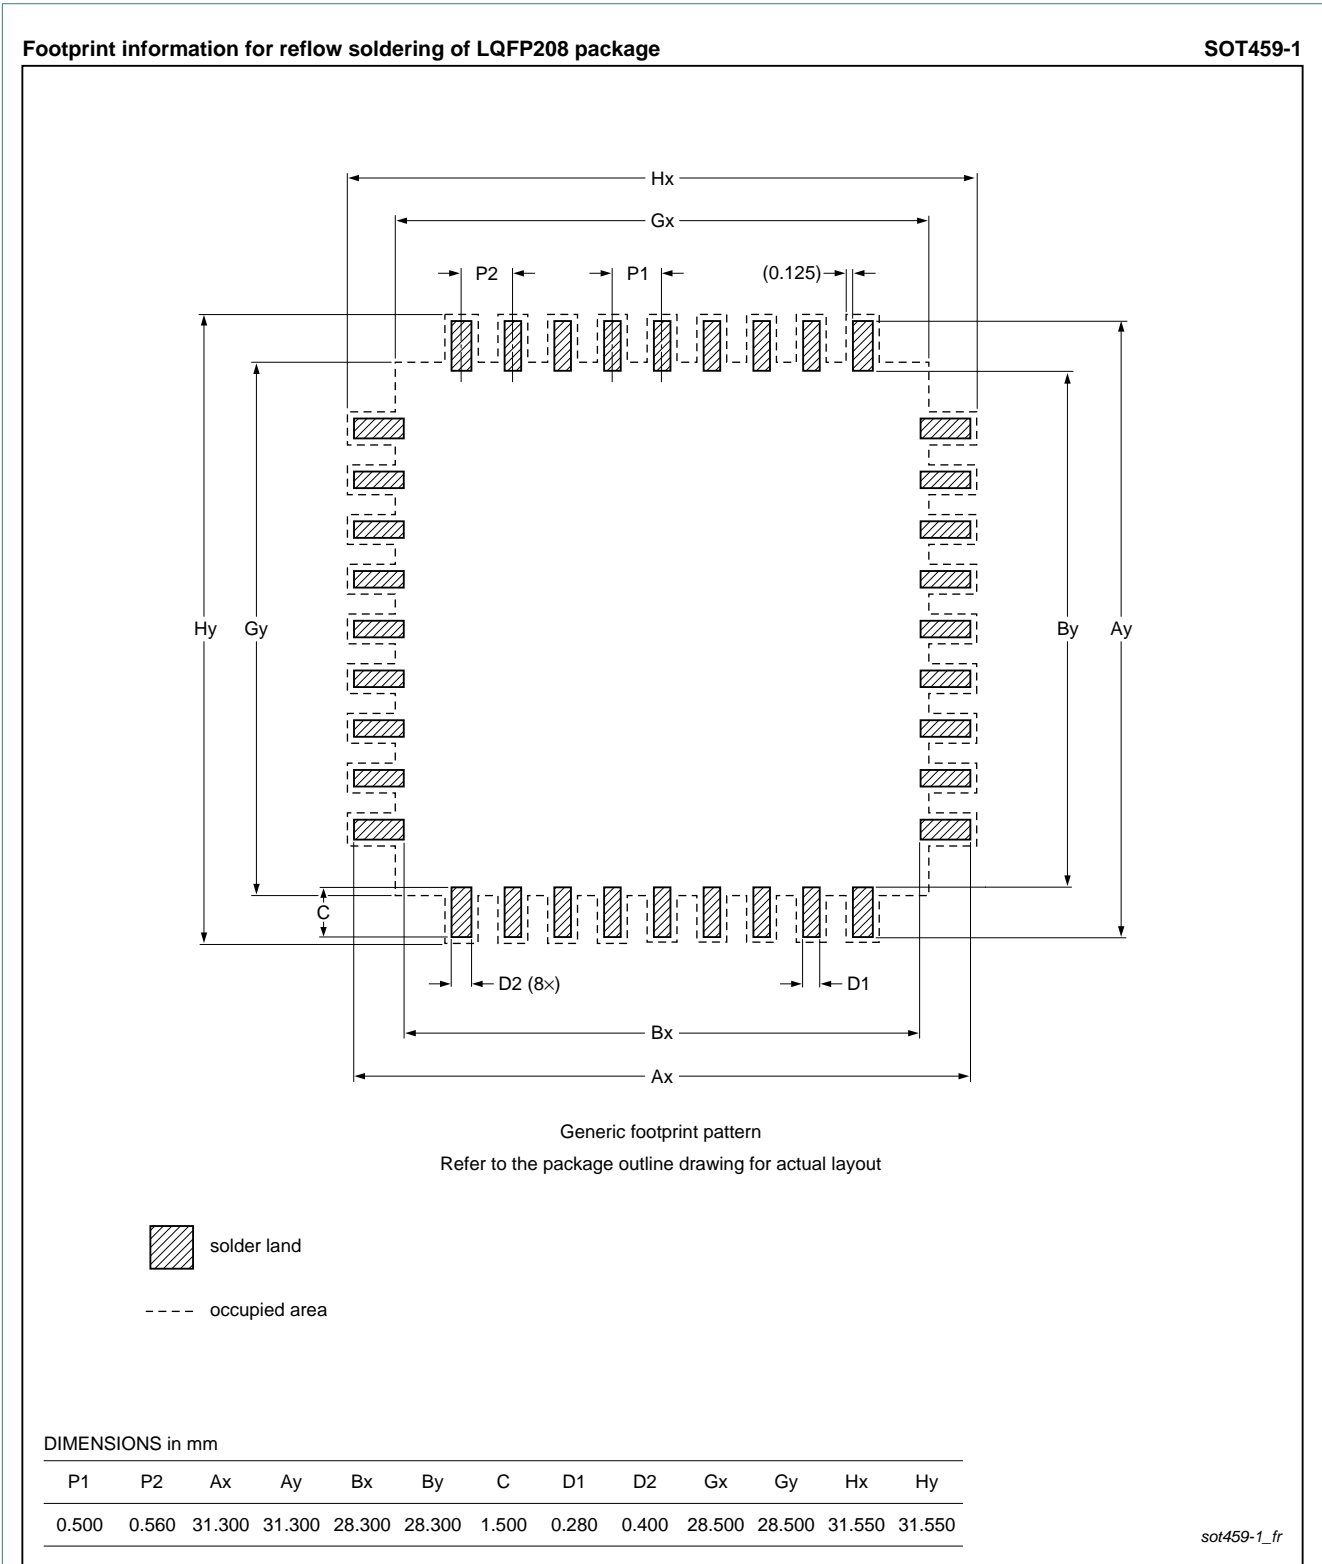 Footprint information for reflow soldering of LQFP208 package SOT459-1
Hx
Gx
P2 P1 (0.125)
Hy Gy By Ay
C
D2 (8×) D1
Bx
Ax
Generic footprint pattern
Refer to the package outline drawing for actual layout
solder land
occupied area
DIMENSIONS in mm
P1 P2 Ax Ay Bx By C D1 D2 Gx Gy Hx Hy
0.500 0.560 31.300 31.300 28.300 28.300 1.500 0.280 0.400 28.500 28.500 31.550 31.550
sot459-1_fr